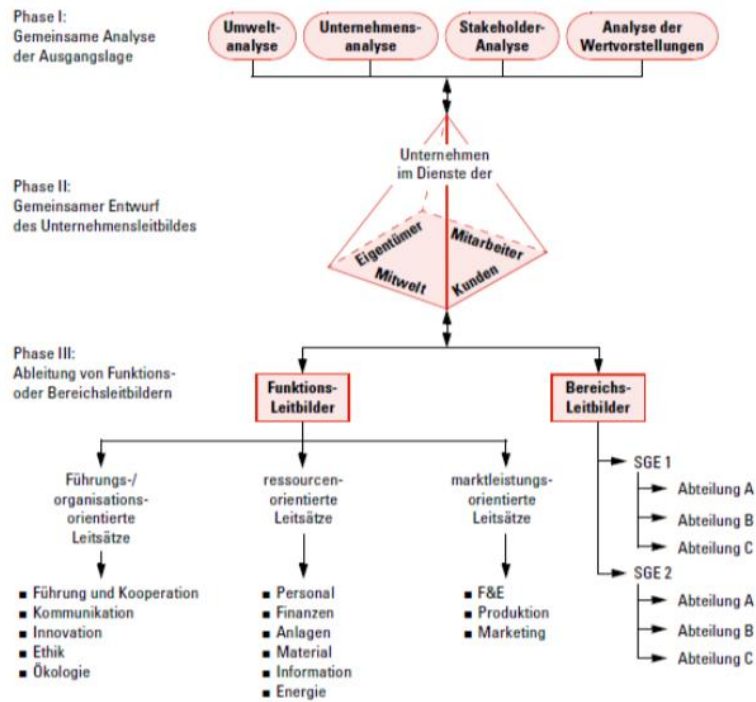 Phase I:
Gemeinsame Analyse
der Ausgangslage
Umwelt-
analyse
Unternehmens-
analyse
Stakeholder-
Analyse
Analyse der
Wertvorstellungen
Phase II:
Gemeinsamer Entwurf
des Unternehmensleitbildes
Unternehmen
im Dienste der
Eigentümer
Mitarbeiter
Mitwelt
Kunden
Phase III:
Ableitung von Funktions-
oder Bereichsleitbildern
Funktions-
Leitbilder
Bereichs-
Leitbilder
Führungs-/
organisations-
orientierte
Leitsätze
ressourcen-
orientierte
Leitsätze
marktleistungs-
orientierte
Leitsätze
■ Führung und Kooperation
■ Kommunikation
■ Innovation
■ Ethik
■ Ökologie
■ Personal
■ Finanzen
■ Anlagen
■ Material
■ Information
■ Energie
■ F&E
■ Produktion
■ Marketing
SGE 1
Abteilung A
Abteilung B
Abteilung C
SGE 2
Abteilung A
Abteilung B
Abteilung C